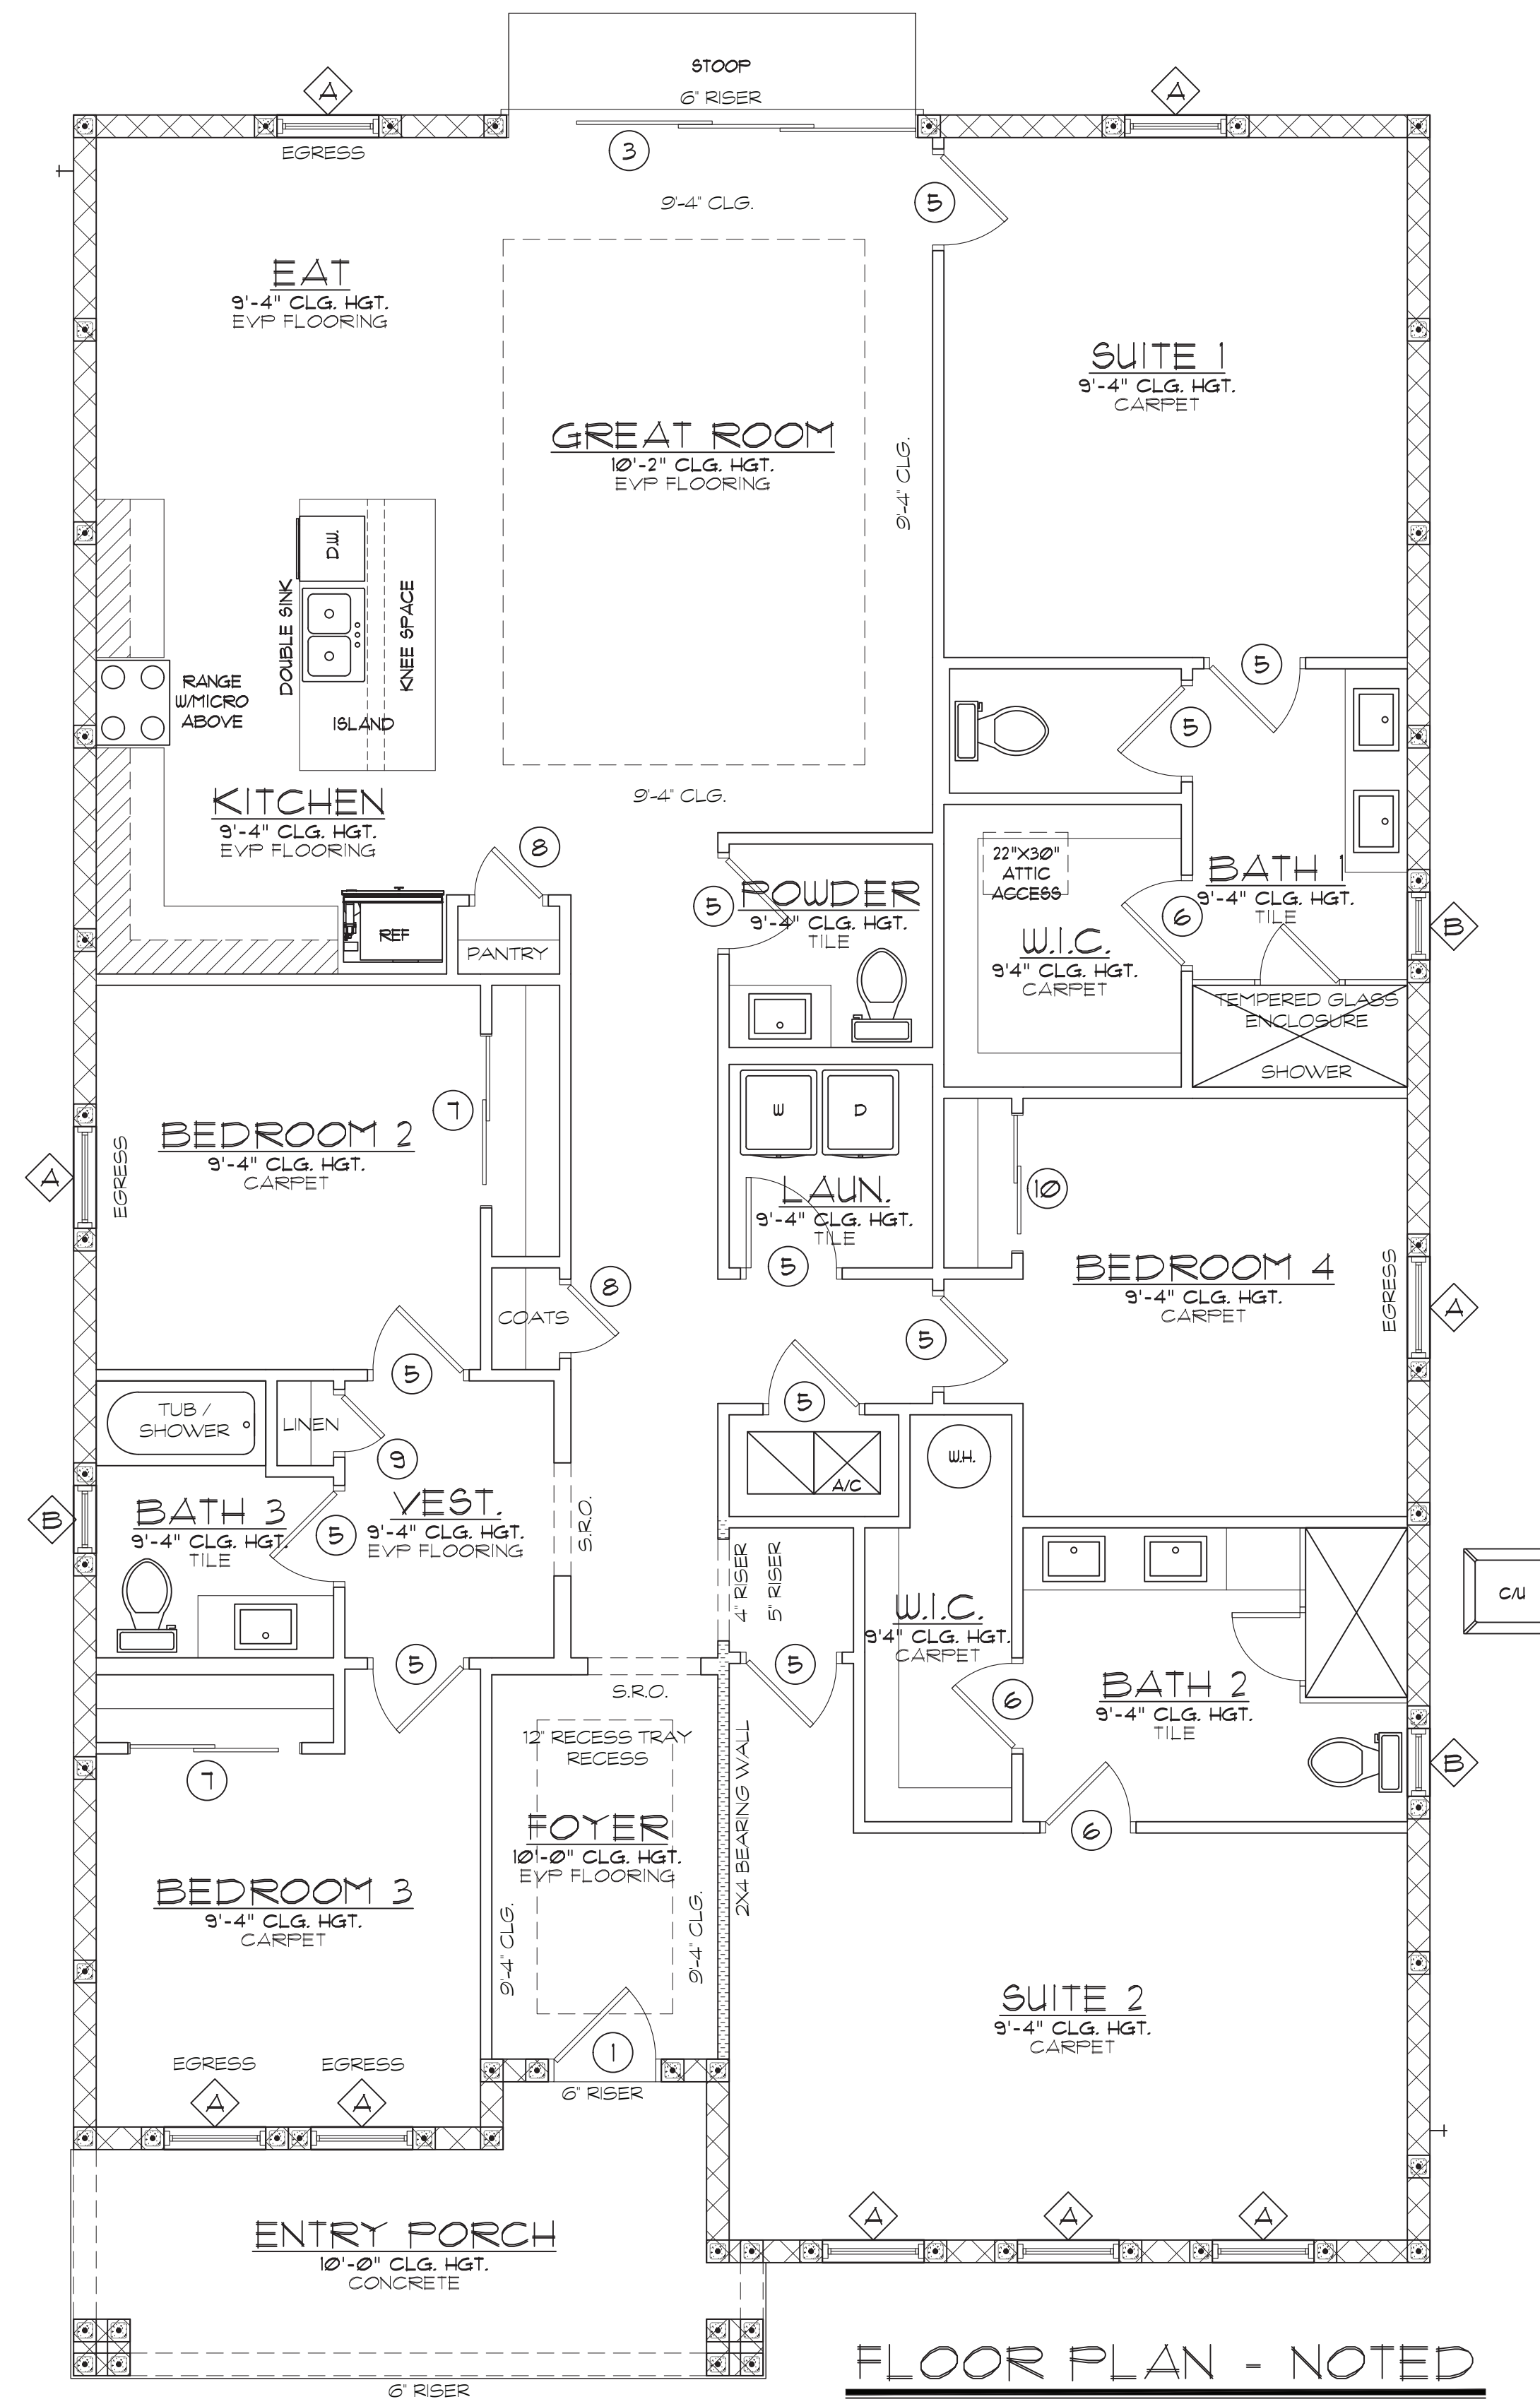 STOOP
6" RISER
A
A
EGRESS
3
5
9'-4" CLG.
EAT
9'-4" CLG. HGT.
EVP FLOORING
SUITE 1
9'-4" CLG. HGT.
CARPET
GREAT ROOM
10'-2" CLG. HGT.
EVP FLOORING
9'-4" CLG.
D.W.
DOUBLE SINK
KNEE SPACE
RANGE
W/MICRO
ABOVE
ISLAND
5
5
KITCHEN
9'-4" CLG. HGT.
EVP FLOORING
9'-4" CLG.
8
REF
PANTRY
5
POWDER
9'-4" CLG. HGT.
TILE
22"X30"
ATTIC
ACCESS
W.I.C.
9'4" CLG. HGT.
CARPET
6
BATH 1
9'-4" CLG. HGT.
TILE
B
TEMPERED GLASS
ENCLOSURE
SHOWER
BEDROOM 2
9'-4" CLG. HGT.
CARPET
7
A
EGRESS
W
D
LAUN.
9'-4" CLG. HGT.
TILE
5
10
BEDROOM 4
9'-4" CLG. HGT.
CARPET
EGRESS
A
8
COATS
5
5
5
TUB /
SHOWER
LINEN
9
A/C
W.H.
BATH 3
9'-4" CLG. HGT.
TILE
B
5
VEST.
9'-4" CLG. HGT.
EVP FLOORING
S.R.O.
4" RISER
5" RISER
C/U
W.I.C.
9'4" CLG. HGT.
CARPET
5
5
S.R.O.
6
BATH 2
9'-4" CLG. HGT.
TILE
B
12" RECESS TRAY
RECESS
7
2X4 BEARING WALL
FOYER
10'-0" CLG. HGT.
EVP FLOORING
6
BEDROOM 3
9'-4" CLG. HGT.
CARPET
9'-4" CLG.
9'-4" CLG.
SUITE 2
9'-4" CLG. HGT.
CARPET
1
6" RISER
EGRESS
EGRESS
A
A
A
A
A
ENTRY PORCH
10'-0" CLG. HGT.
CONCRETE
6" RISER
FLOOR PLAN - NOTED